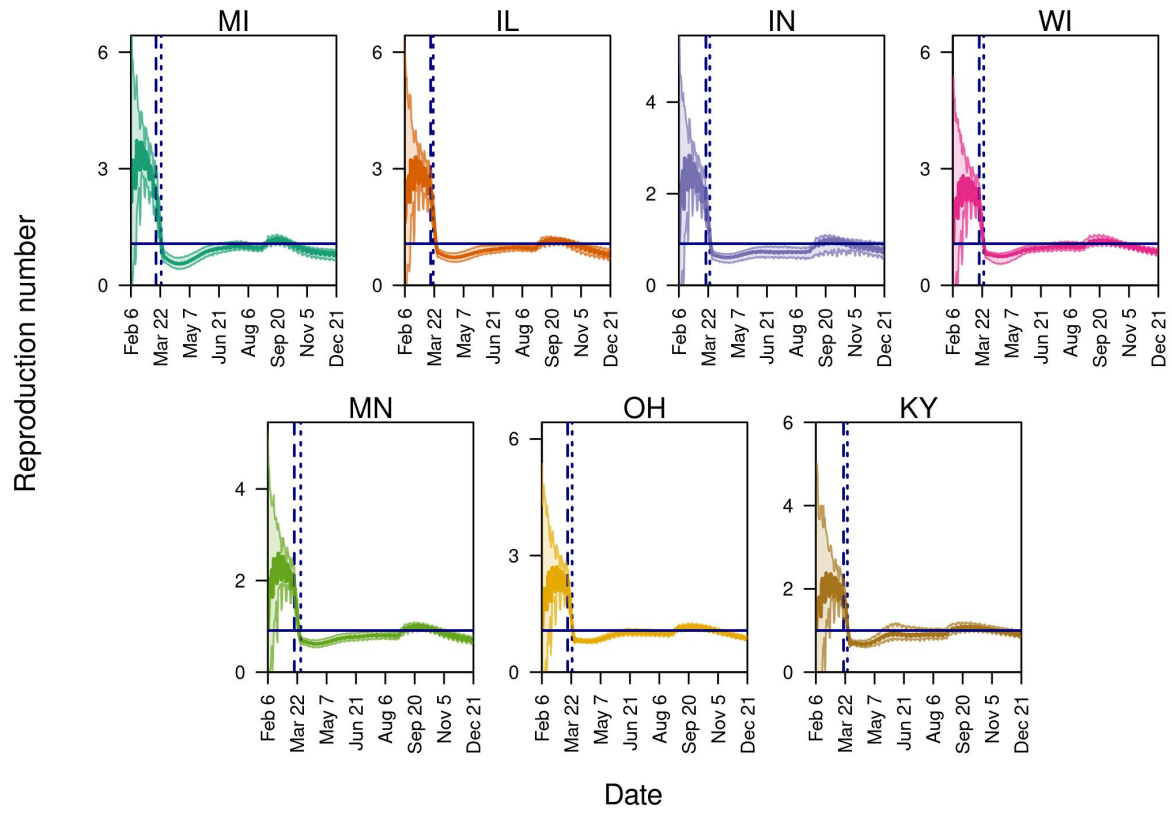 MI
IL
IN
WI
6
3
0
6
3
0
4
2
0
6
3
0
Feb 6
Mar 22
May 7
Jun 21
Aug 6
Sep 20
Nov 5
Dec 21
Feb 6
Mar 22
May 7
Jun 21
Aug 6
Sep 20
Nov 5
Dec 21
Feb 6
Mar 22
May 7
Jun 21
Aug 6
Sep 20
Nov 5
Dec 21
Feb 6
Mar 22
May 7
Jun 21
Aug 6
Sep 20
Nov 5
Dec 21
Reproduction number
MN
OH
KY
4
2
0
6
3
0
6
4
2
0
Feb 6
Mar 22
May 7
Jun 21
Aug 6
Sep 20
Nov 5
Dec 21
Feb 6
Mar 22
May 7
Jun 21
Aug 6
Sep 20
Nov 5
Dec 21
Feb 6
Mar 22
May 7
Jun 21
Aug 6
Sep 20
Nov 5
Dec 21
Date